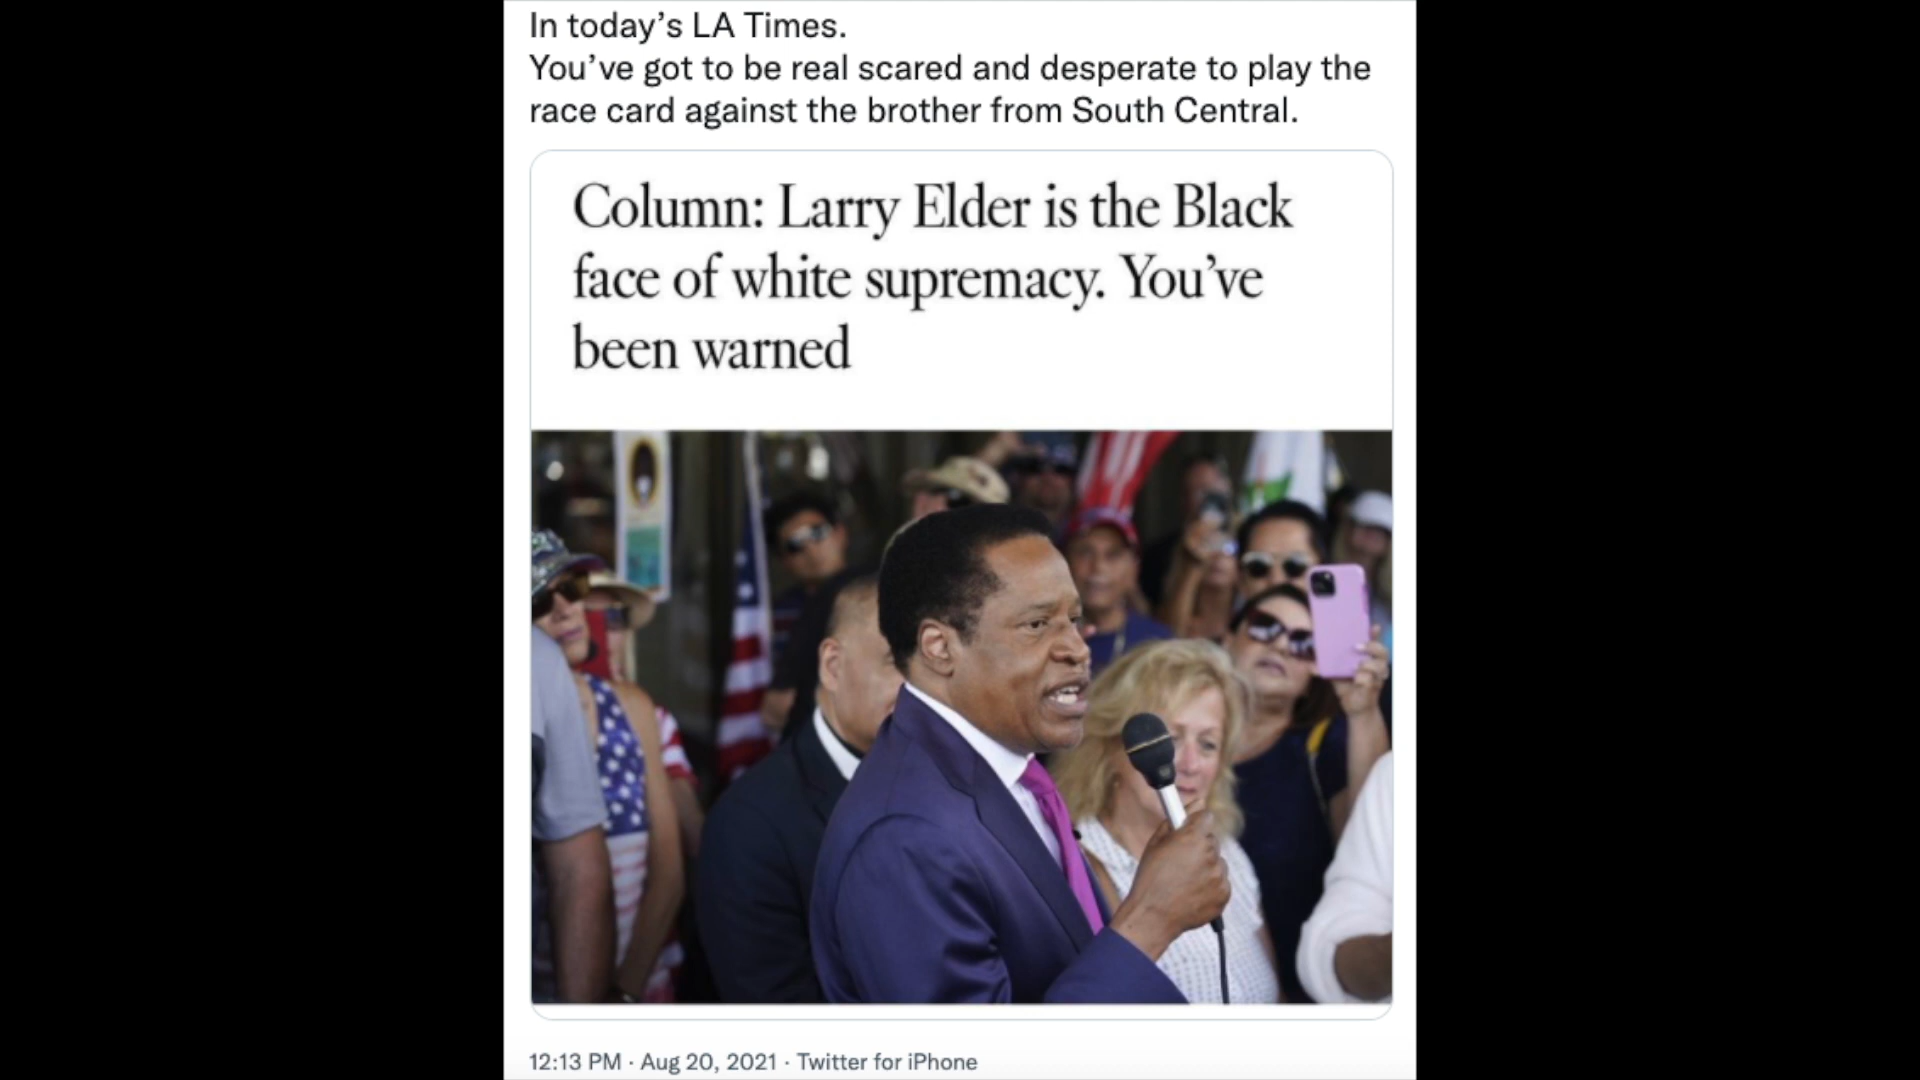 In today’s LA Times.
You’ve got to be real scared and desperate to play the
race card against the brother from South Central.
Column: Larry Elder is the Black
face of white supremacy. You’ve
been warned
12:13 PM · Aug 20, 2021 · Twitter for iPhone